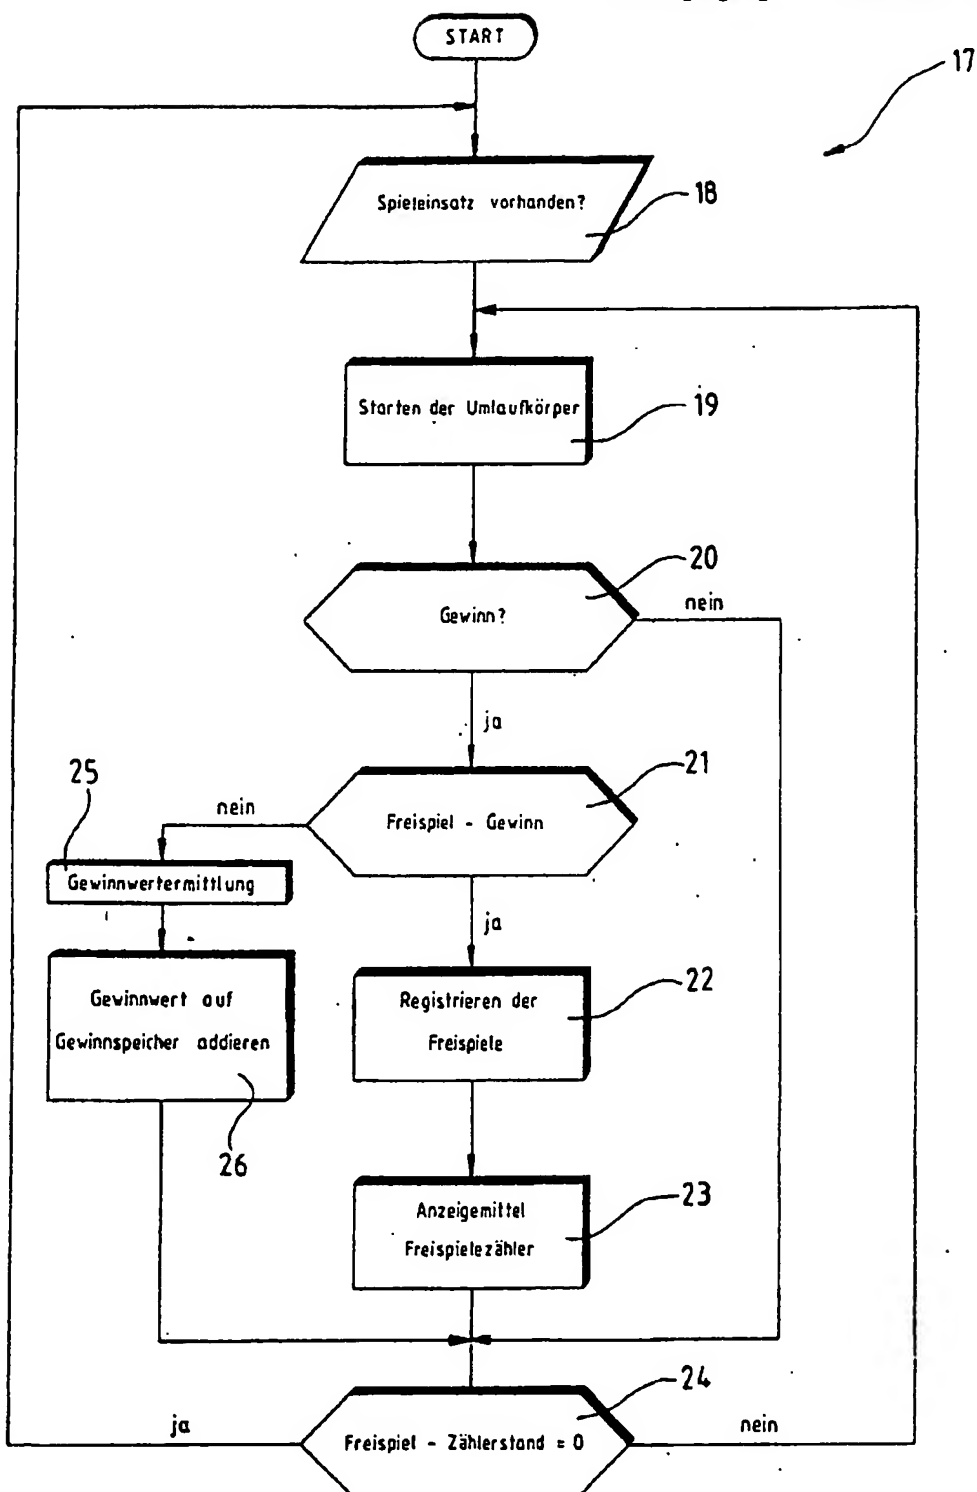 START
17
Spieleinsatz vorhanden?
18
Starten der Umlaufkörper
19
20
Gewinn?
nein
ja
21
25
nein
Freispiel - Gewinn
Gewinnwertermittlung
ja
22
Registrieren der
Freispiele
Gewinnwert auf
Gewinnspeicher addieren
26
23
Anzeigemittel
Freispielezähler
24
ja
Freispiel - Zählerstand = 0
nein